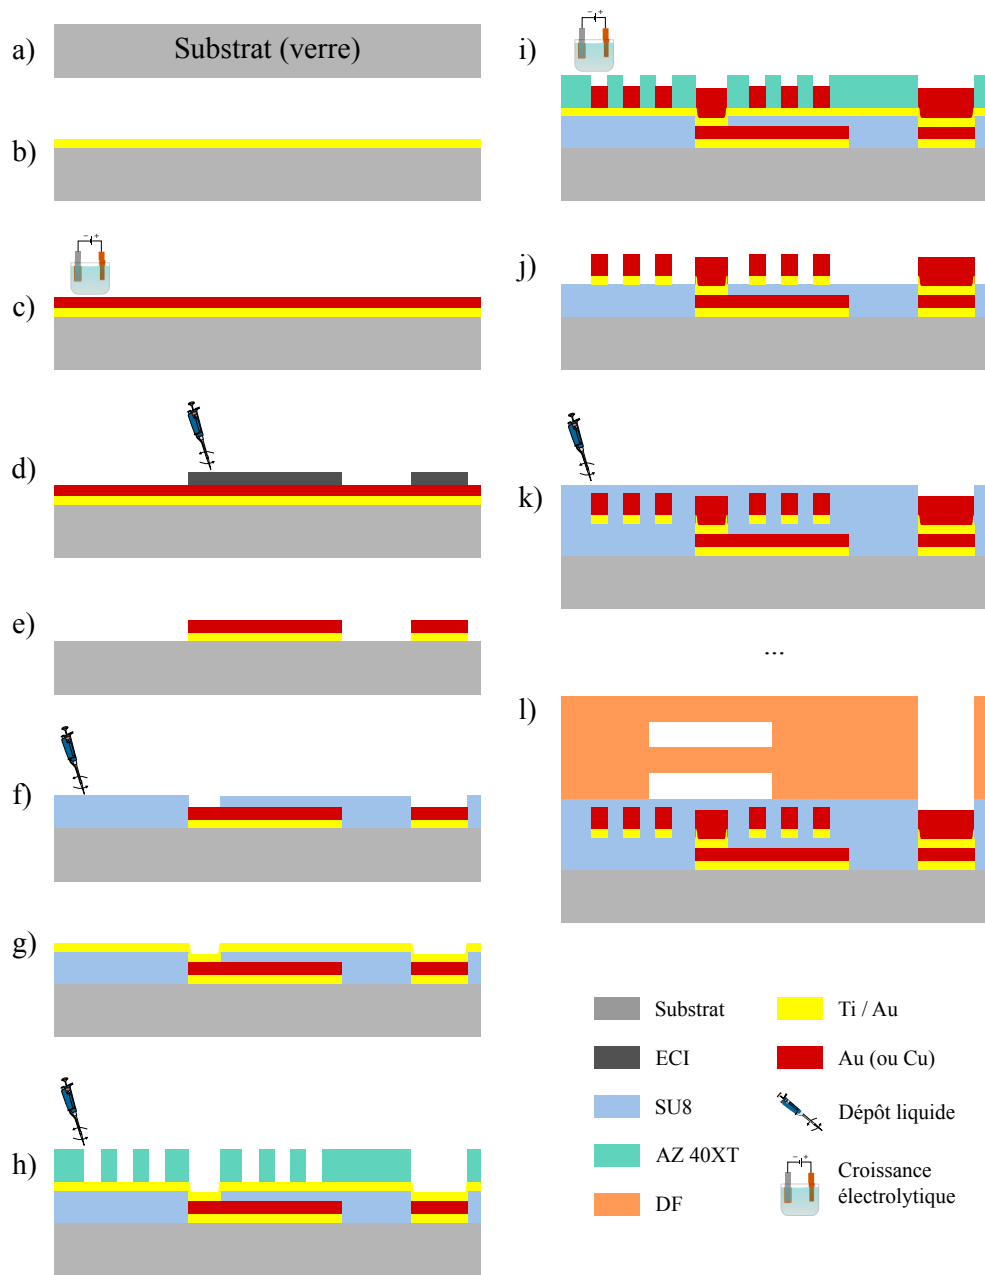 a)
Substrat (verre)
b)
− +
c)
d)
e)
f)
g)
h)
− +
i)
j)
k)
...
l)
Substrat
Ti / Au
ECI
Au (ou Cu)
SU8
Dépôt liquide
AZ 40XT
− +
Croissance
électrolytique
DF